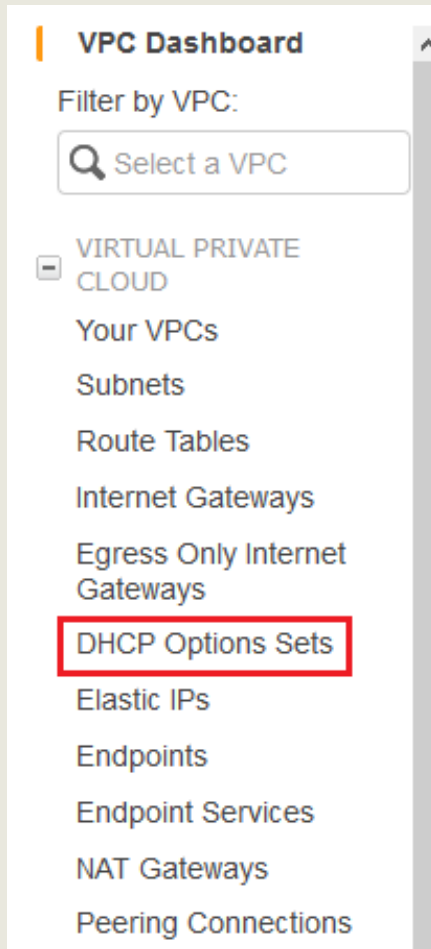 VPC Dashboard
Filter by VPC:
Select a VPC
VIRTUAL PRIVATE
CLOUD
Your VPCs
Subnets
Route Tables
Internet Gateways
Egress Only Internet
Gateways
DHCP Options Sets
Elastic IPs
Endpoints
Endpoint Services
NAT Gateways
Peering Connections